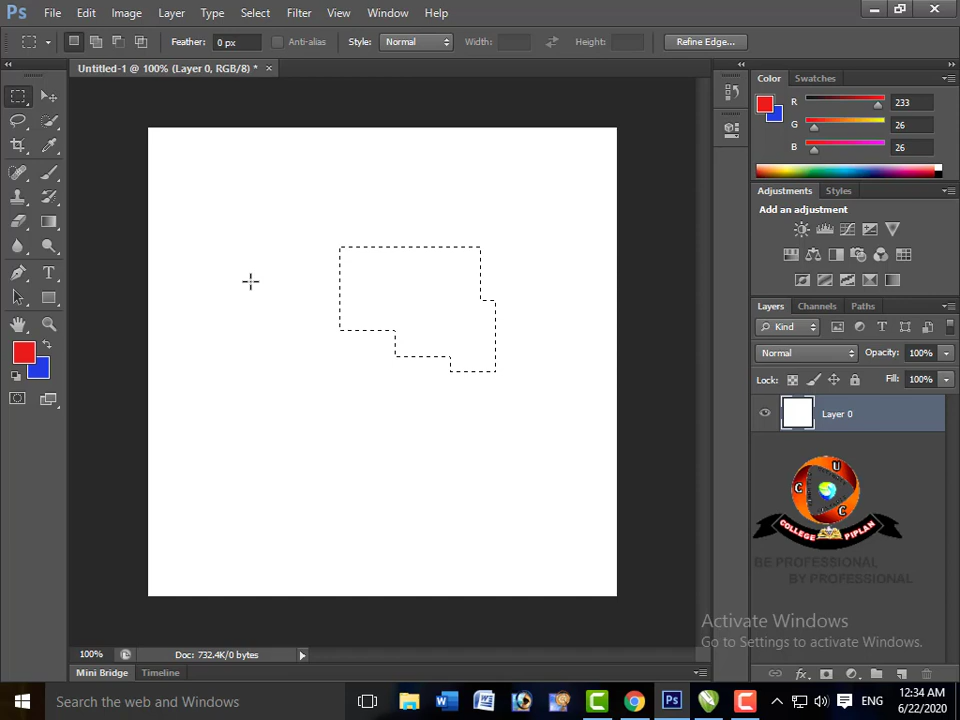 Ps File Edit Image Layer Type Select Filter View Window Help
Feather: 0 px Anti-alias Style: Normal Width: Height: Refine Edge...
Untitled-1 @ 100% (Layer 0, RGB/8) * ×
Color Swatches
R 233
G 26
B 26
Adjustments Styles
Add an adjustment
Layers Channels Paths
Kind
Normal Opacity: 100%
Lock: Fill: 100%
Layer 0
U
C
C
COLLEGE PIPLAN
BE PROFESSIONAL
BY PROFESSIONAL
Activate Windows
Go to Settings to activate Windows.
100% Doc: 732.4K/0 bytes
Mini Bridge Timeline
Search the web and Windows
ENG
12:34 AM
6/22/2020